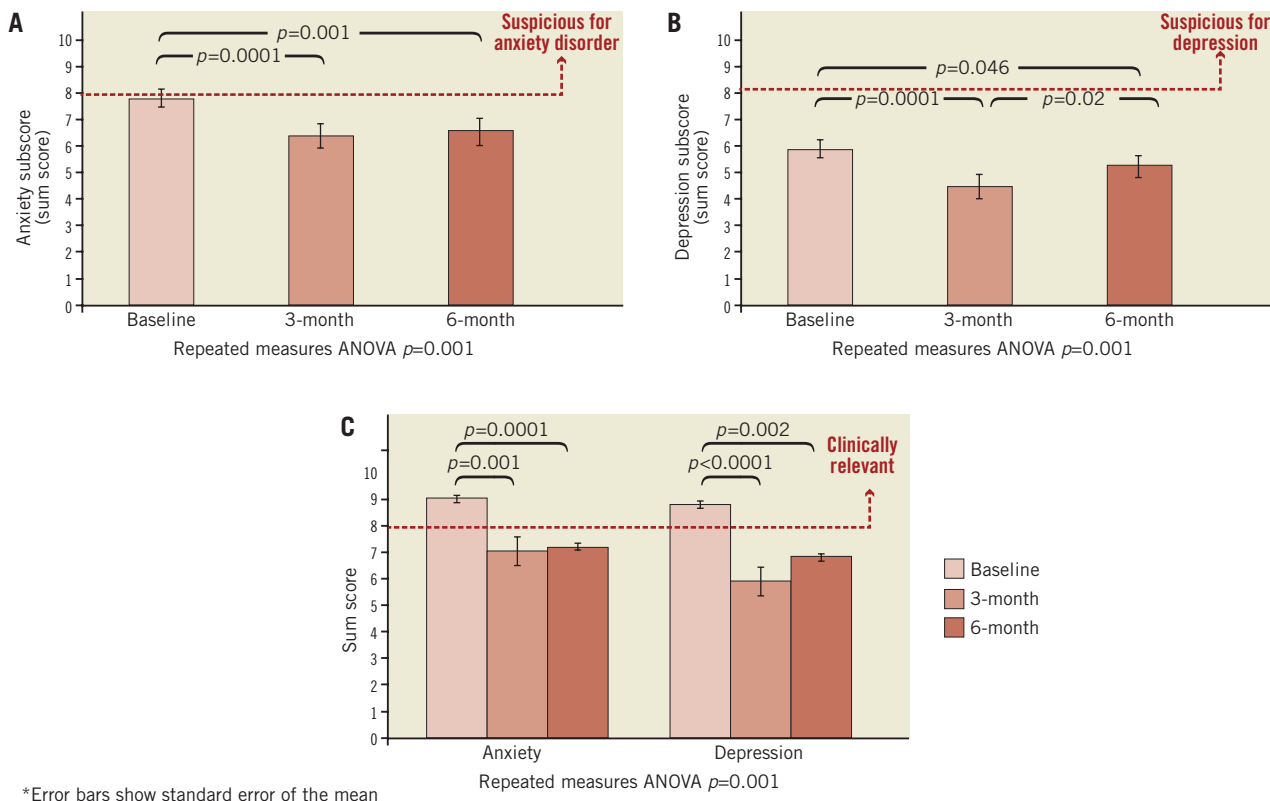 A
Suspicious for
anxiety disorder
p=0.001
p=0.0001
10
9
8
7
6
5
4
3
2
1
0
Anxiety subscore
(sum score)
Baseline
3-month
6-month
Repeated measures ANOVA p=0.001
B
Suspicious for
depression
p=0.046
p=0.0001
p=0.02
10
9
8
7
6
5
4
3
2
1
0
Depression subscore
(sum score)
Baseline
3-month
6-month
Repeated measures ANOVA p=0.001
C
p=0.0001
p=0.001
p=0.002
p<0.0001
Clinically
relevant
10
9
8
7
6
5
4
3
2
1
0
Sum score
Anxiety
Depression
Repeated measures ANOVA p=0.001
Baseline
3-month
6-month
*Error bars show standard error of the mean